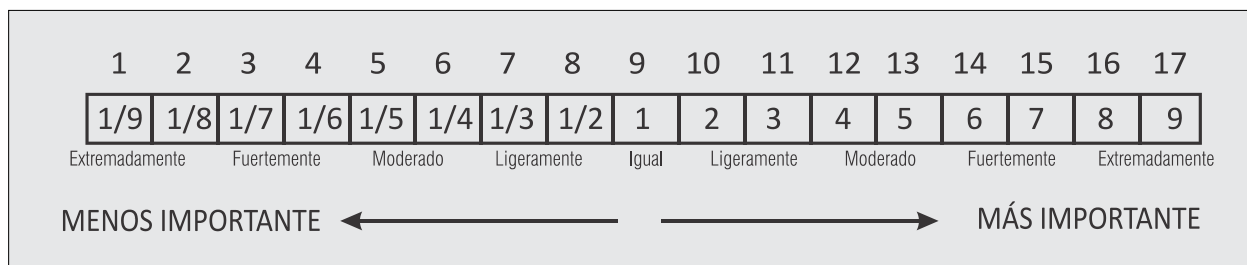 1 2 3 4 5 6 7 8 9 10 11 12 13 14 15 16 17
1/9 1/8 1/7 1/6 1/5 1/4 1/3 1/2 1 2 3 4 5 6 7 8 9
Extremadamente Fuertemente Moderado Ligeramente Igual Ligeramente Moderado Fuertemente Extremadamente
MENOS IMPORTANTE MÁS IMPORTANTE